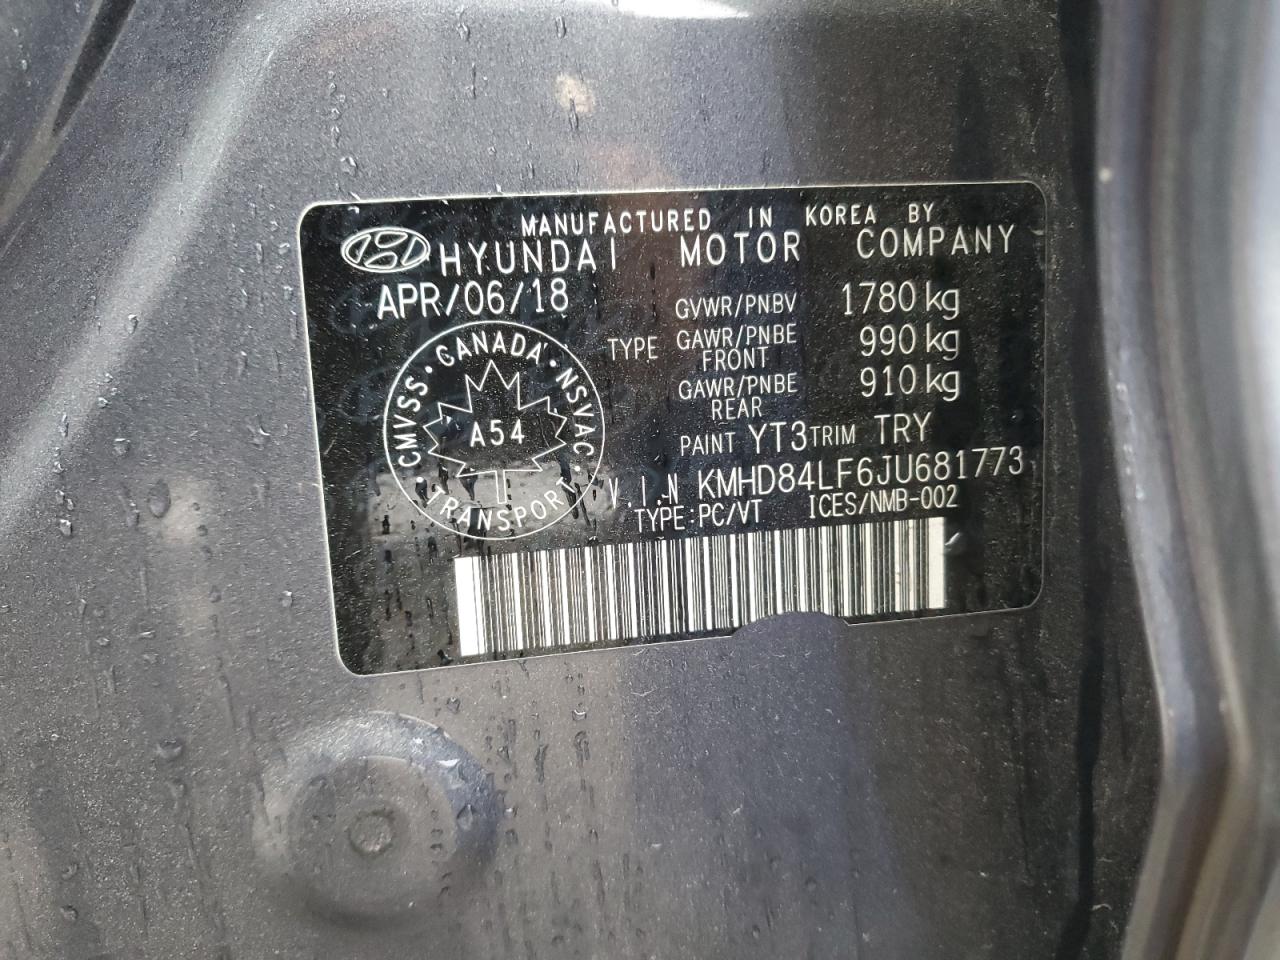 MANUFACTURED IN KOREA BY
HYUNDAI MOTOR COMPANY
APR/06/18
GVWR/PNBV 1780 kg
TYPE GAWR/PNBE FRONT 990 kg
GAWR/PNBE REAR 910 kg
PAINT YT3 TRIM TRY
V.I.N KMHD84LF6JU681773
TYPE:PC/VT ICES/NMB-002
CMVSS · CANADA · NSVAC · TRANSPORT ·
A54